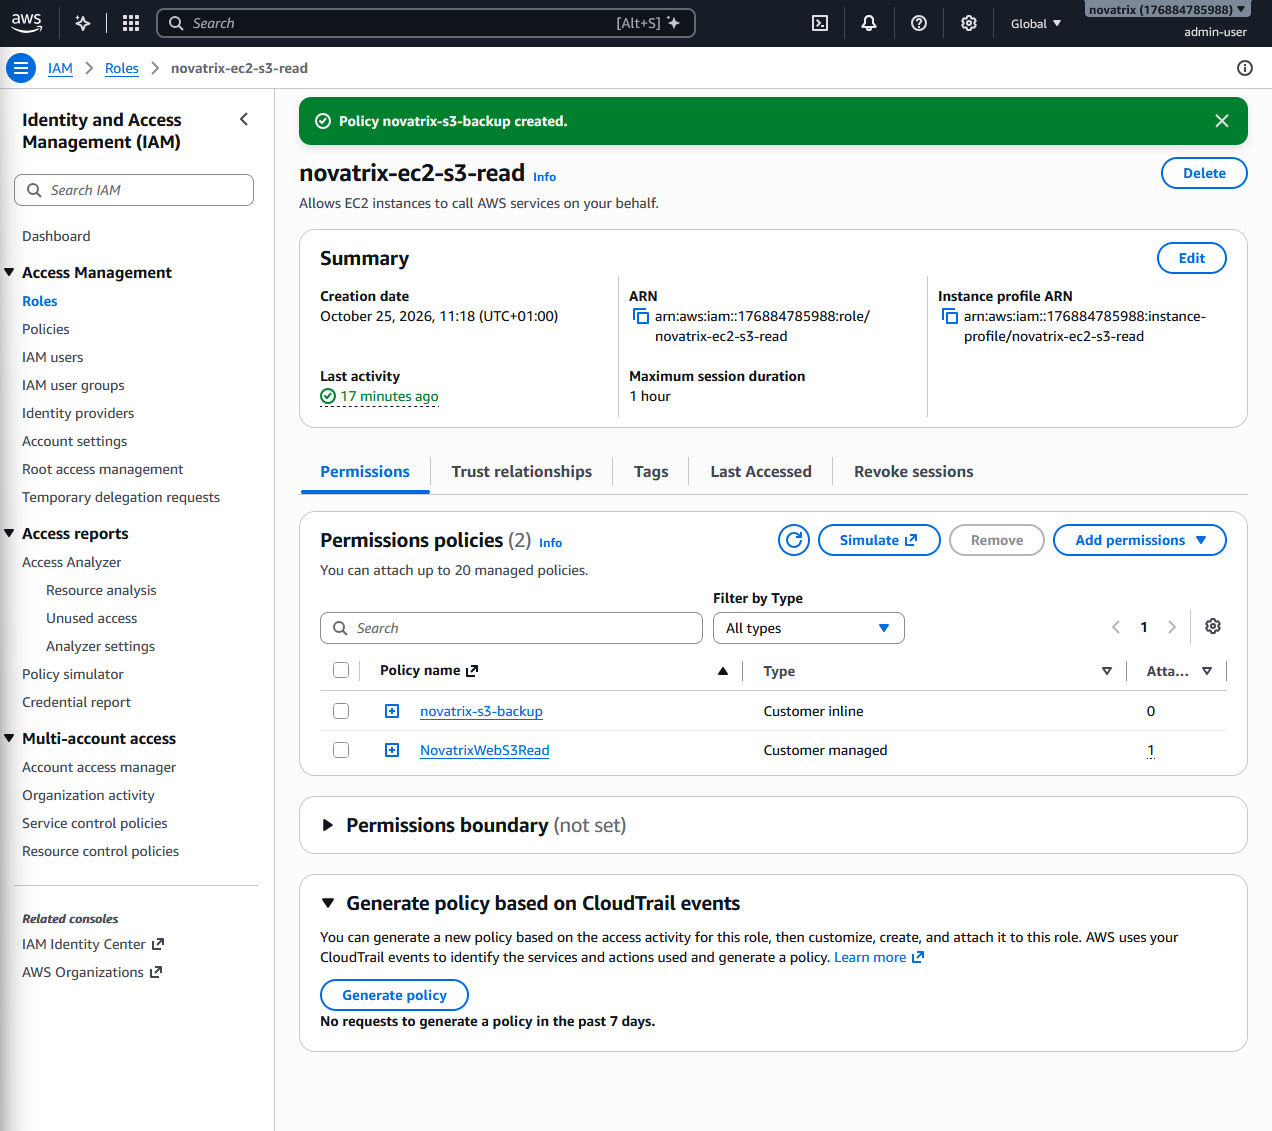 aws
Search [Alt+S]
Global
novatrix (176884785988)
admin-user
IAM > Roles > novatrix-ec2-s3-read
Identity and Access
Management (IAM)
Search IAM
Dashboard
Access Management
Roles
Policies
IAM users
IAM user groups
Identity providers
Account settings
Root access management
Temporary delegation requests
Access reports
Access Analyzer
Resource analysis
Unused access
Analyzer settings
Policy simulator
Credential report
Multi-account access
Account access manager
Organization activity
Service control policies
Resource control policies
Related consoles
IAM Identity Center
AWS Organizations
Policy novatrix-s3-backup created.
novatrix-ec2-s3-read Info
Delete
Allows EC2 instances to call AWS services on your behalf.
Summary
Edit
Creation date
October 25, 2026, 11:18 (UTC+01:00)
Last activity
17 minutes ago
ARN
arn:aws:iam::176884785988:role/
novatrix-ec2-s3-read
Maximum session duration
1 hour
Instance profile ARN
arn:aws:iam::176884785988:instance-
profile/novatrix-ec2-s3-read
Permissions
Trust relationships
Tags
Last Accessed
Revoke sessions
Permissions policies (2) Info
Simulate
Remove
Add permissions
You can attach up to 20 managed policies.
Filter by Type
Search
All types
1
Policy name Type Atta...
novatrix-s3-backup Customer inline 0
NovatrixWebS3Read Customer managed 1
Permissions boundary (not set)
Generate policy based on CloudTrail events
You can generate a new policy based on the access activity for this role, then customize, create, and attach it to this role. AWS uses your
CloudTrail events to identify the services and actions used and generate a policy. Learn more
Generate policy
No requests to generate a policy in the past 7 days.